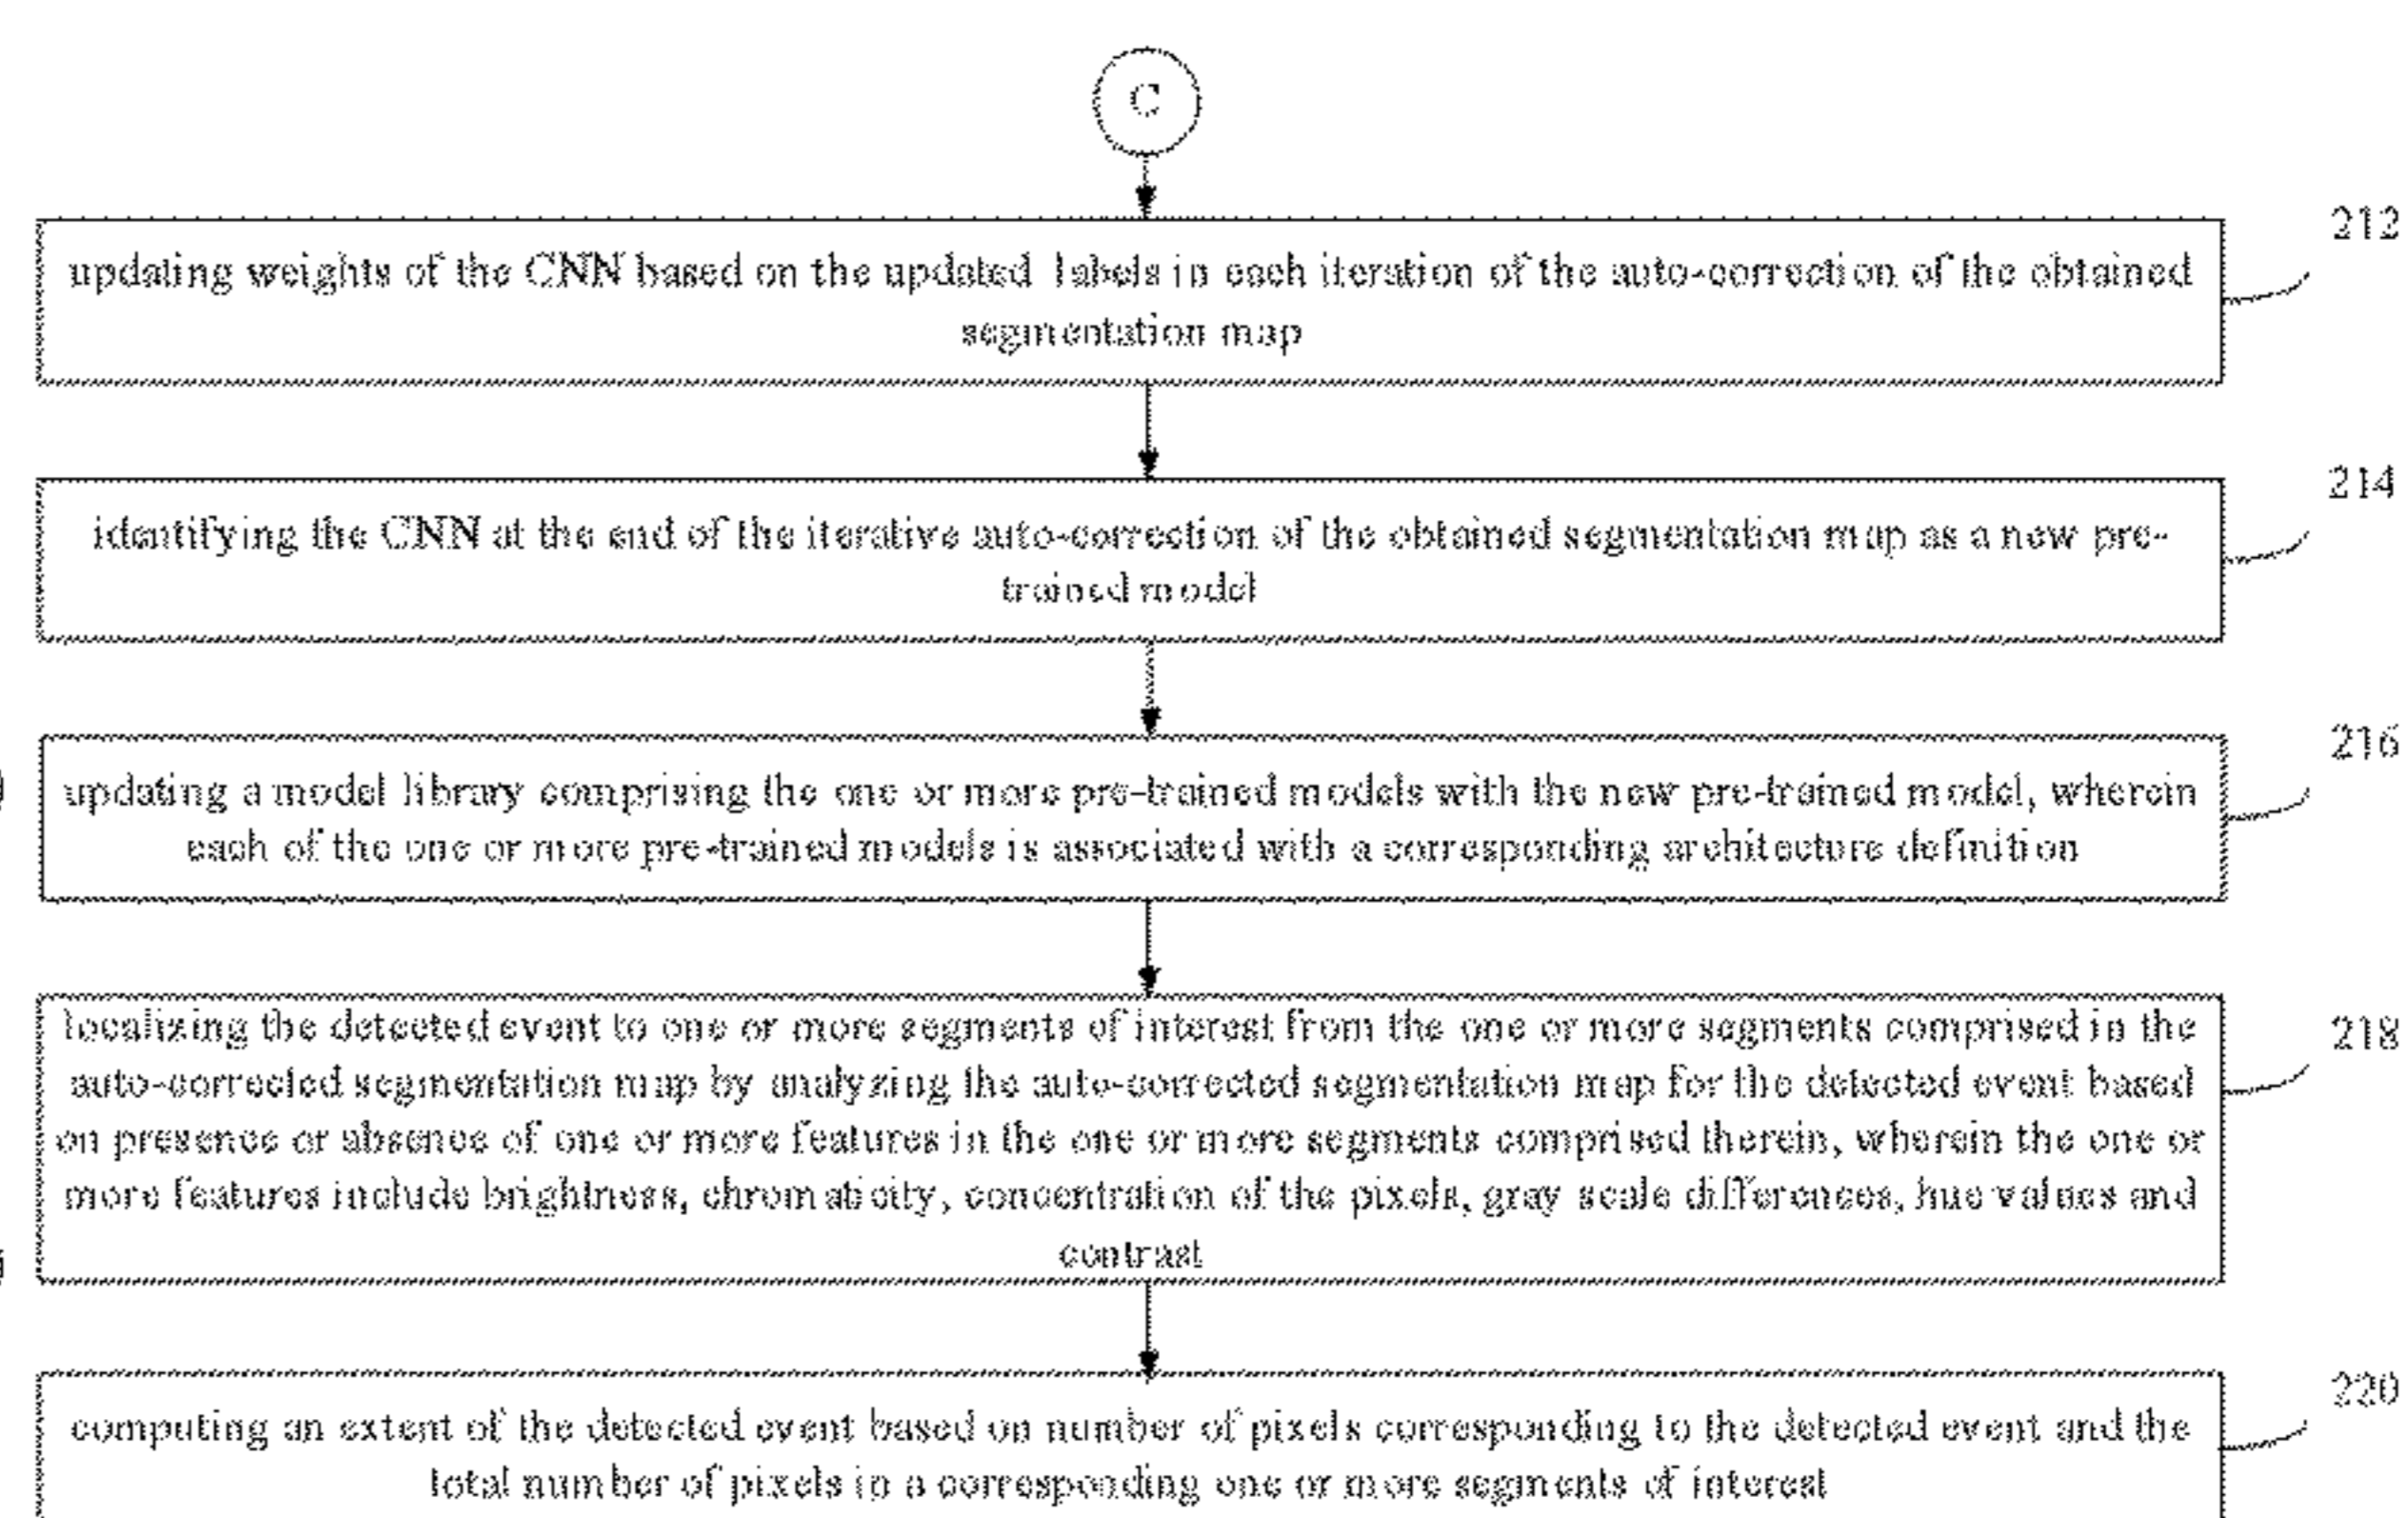 C
212
updating weights of the CNN based on the updated labels in each iteration of the auto-correction of the obtained
segmentation map
214
identifying the CNN at the end of the iterative auto-correction of the obtained segmentation map as a new pre-
trained model
216
updating a model library comprising the one or more pre-trained models with the new pre-trained model, wherein
each of the one or more pre-trained models is associated with a corresponding architecture definition
218
localizing the detected event to one or more segments of interest from the one or more segments comprised in the
auto-corrected segmentation map by analyzing the auto-corrected segmentation map for the detected event based
on presence or absence of one or more features in the one or more segments comprised therein, wherein the one or
more features include brightness, chromaticity, concentration of the pixels, gray scale differences, hue values and
contrast
220
computing an extent of the detected event based on number of pixels corresponding to the detected event and the
total number of pixels in a corresponding one or more segments of interest